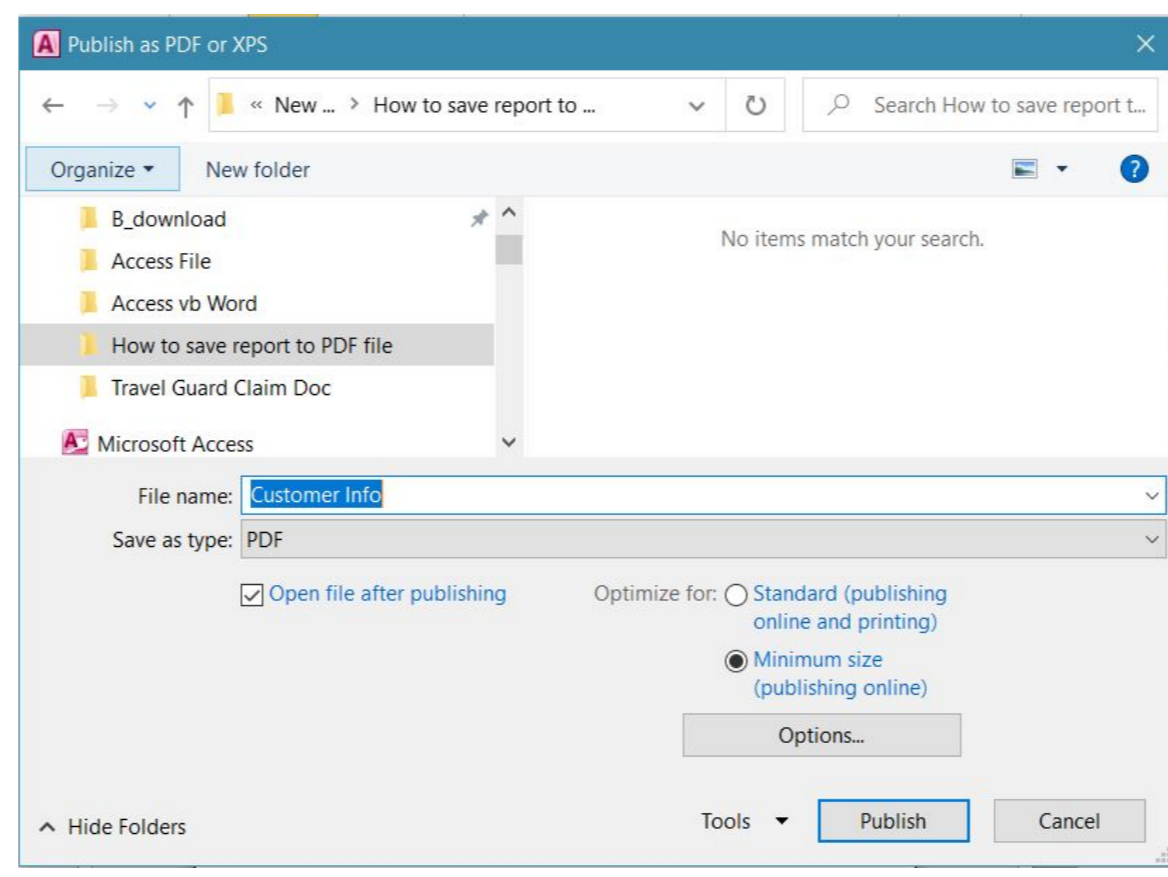 Publish as PDF or XPS
« New ... > How to save report to ...
Search How to save report t...
Organize
New folder
B_download
Access File
Access vb Word
How to save report to PDF file
Travel Guard Claim Doc
Microsoft Access
No items match your search.
File name: Customer Info
Save as type: PDF
Open file after publishing
Optimize for:
Standard (publishing
online and printing)
Minimum size
(publishing online)
Options...
Hide Folders
Tools
Publish
Cancel